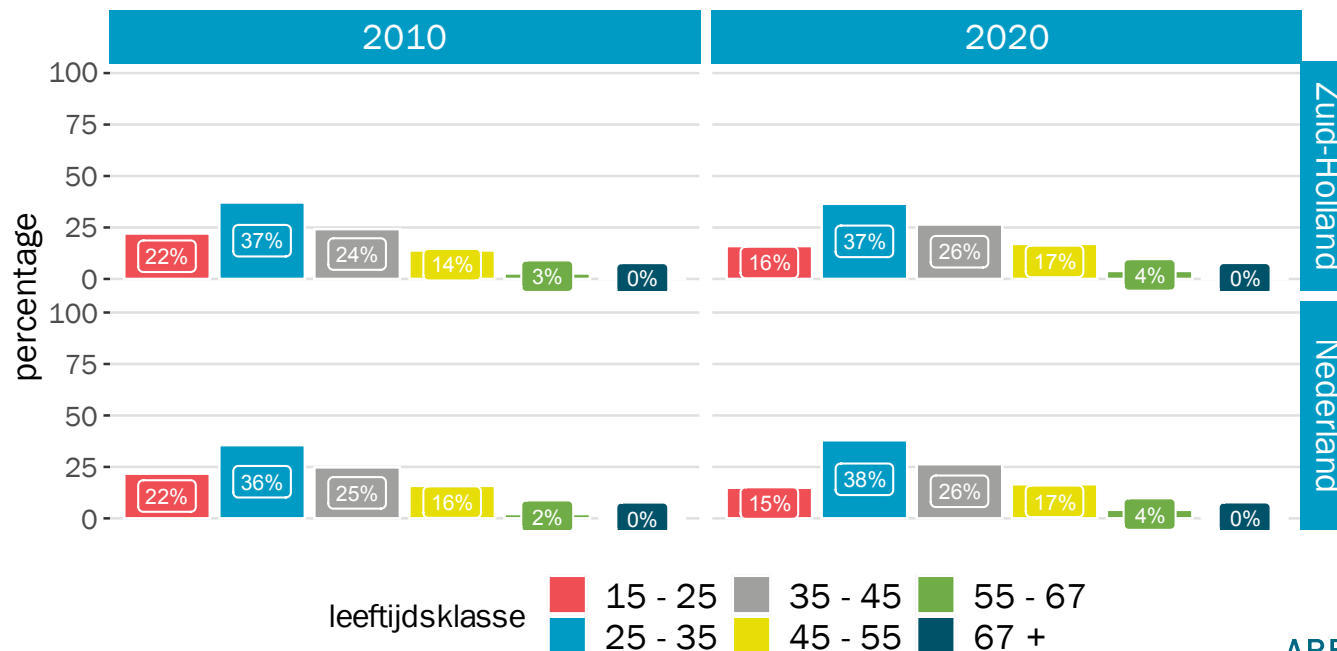 2010 2020
100
75
50
25
0
22% 37% 24% 14% 3% 0%
16% 37% 26% 17% 4% 0%
Zuid-Holland
percentage
100
75
50
25
0
22% 36% 25% 16% 2% 0%
15% 38% 26% 17% 4% 0%
Nederland
leeftijdsklasse
15 - 25 35 - 45 55 - 67
25 - 35 45 - 55 67 +